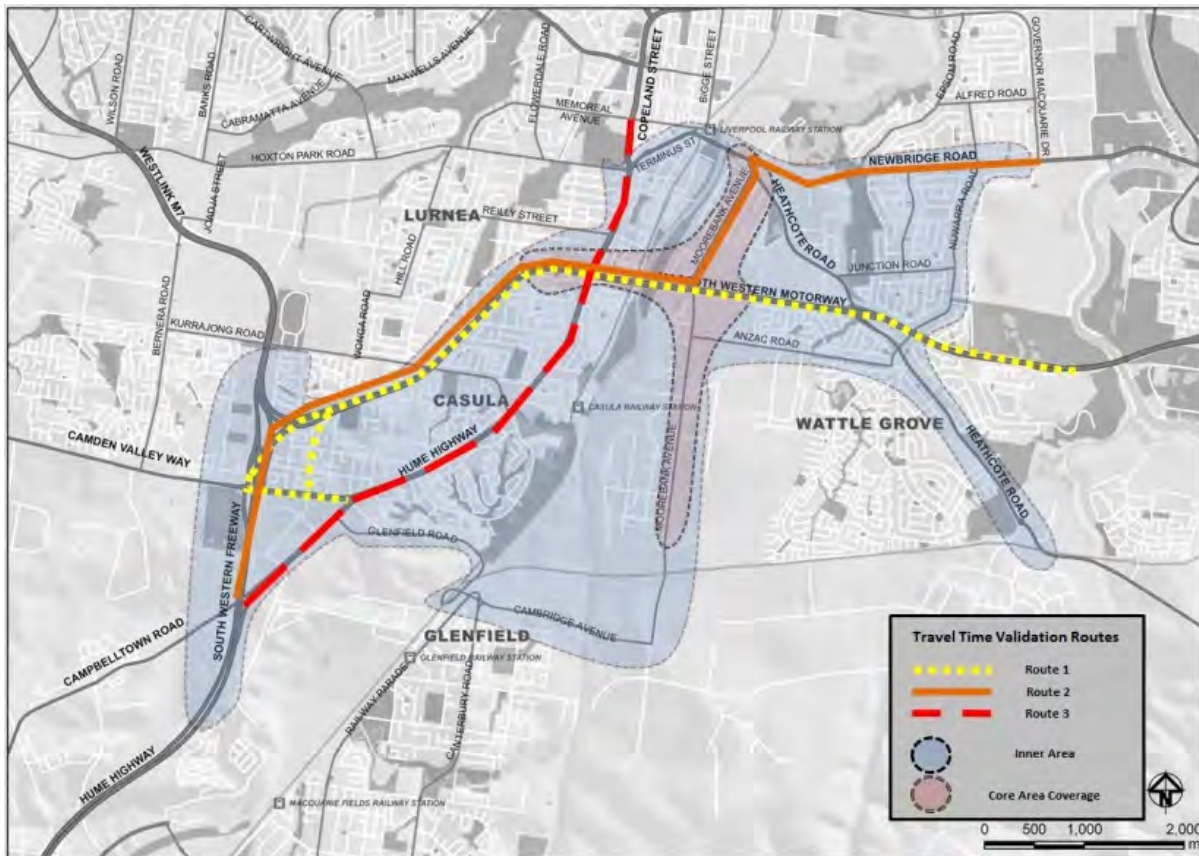 CARTWRIGHT AVENUE
MAXWELLS AVENUE
WILSON ROAD
BANKS ROAD
CABRAMATTA AVENUE
FLOWERDALE ROAD
MEMOREAL AVENUE
COPELAND STREET
BIGGE STREET
EPSOM ROAD
GOVERNOR MACQUARIE DR
ALFRED ROAD
LIVERPOOL RAILWAY STATION
HOXTON PARK ROAD
TERMINUS ST
NEWBRIDGE ROAD
WESTLINK M7
JOADJA STREET
LURNEA
REILLY STREET
MOOREBANK AVENUE
HEATHCOTE ROAD
NUWARRA ROAD
HILL ROAD
JUNCTION ROAD
TH WESTERN MOTORWAY
BERNERA ROAD
KURRAJONG ROAD
WONGA ROAD
ANZAC ROAD
CASULA
CASULA RAILWAY STATION
WATTLE GROVE
CAMDEN VALLEY WAY
HUME HIGHWAY
HEATHCOTE ROAD
MOOREBANK AVENUE
GLENFIELD ROAD
SOUTH WESTERN FREEWAY
CAMBRIDGE AVENUE
CAMPBELLTOWN ROAD
GLENFIELD
GLENFIELD RAILWAY STATION
RAILWAY PARADE
CANTERBURY ROAD
HUME HIGHWAY
MACQUARIE FIELDS RAILWAY STATION
Travel Time Validation Routes
Route 1
Route 2
Route 3
Inner Area
Core Area Coverage
N
0 500 1,000 2,000
m